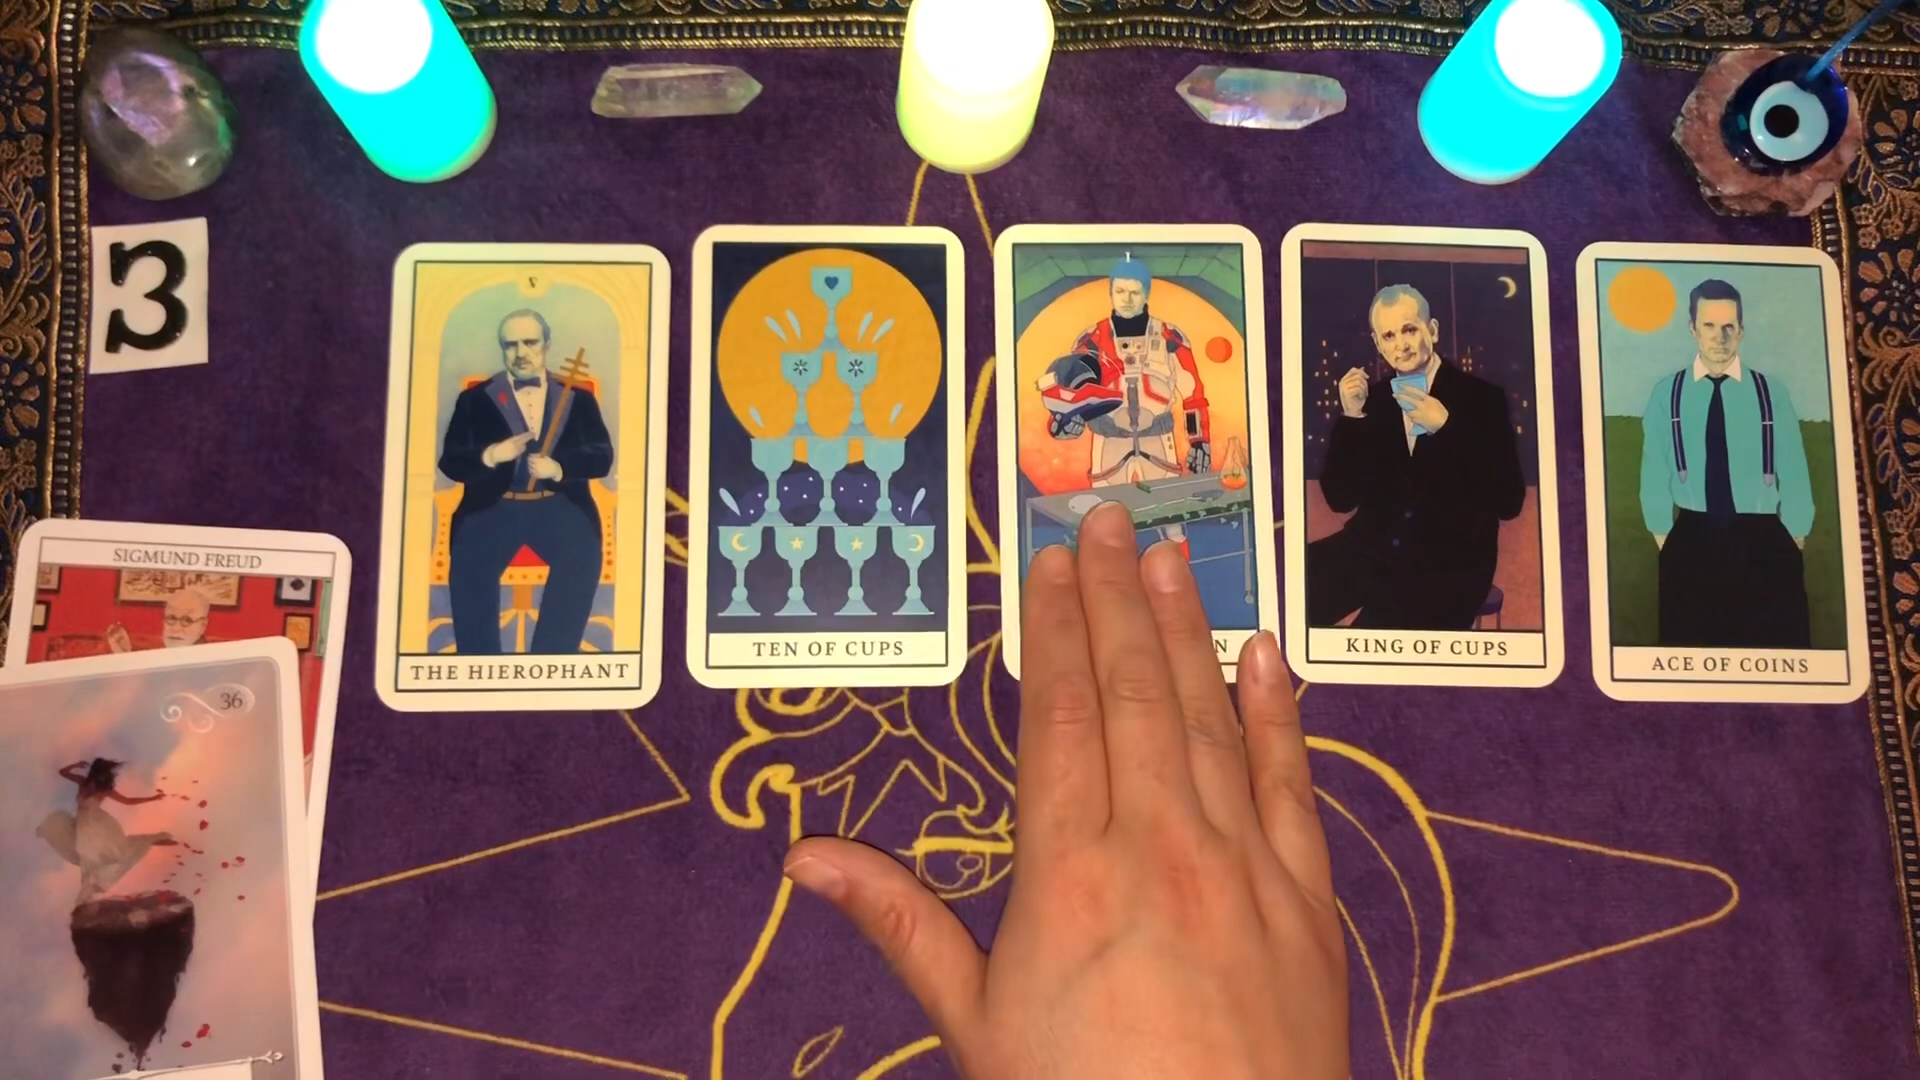 3
V
I
SIGMUND FREUD
THE HIEROPHANT
TEN OF CUPS
N
KING OF CUPS
ACE OF COINS
36